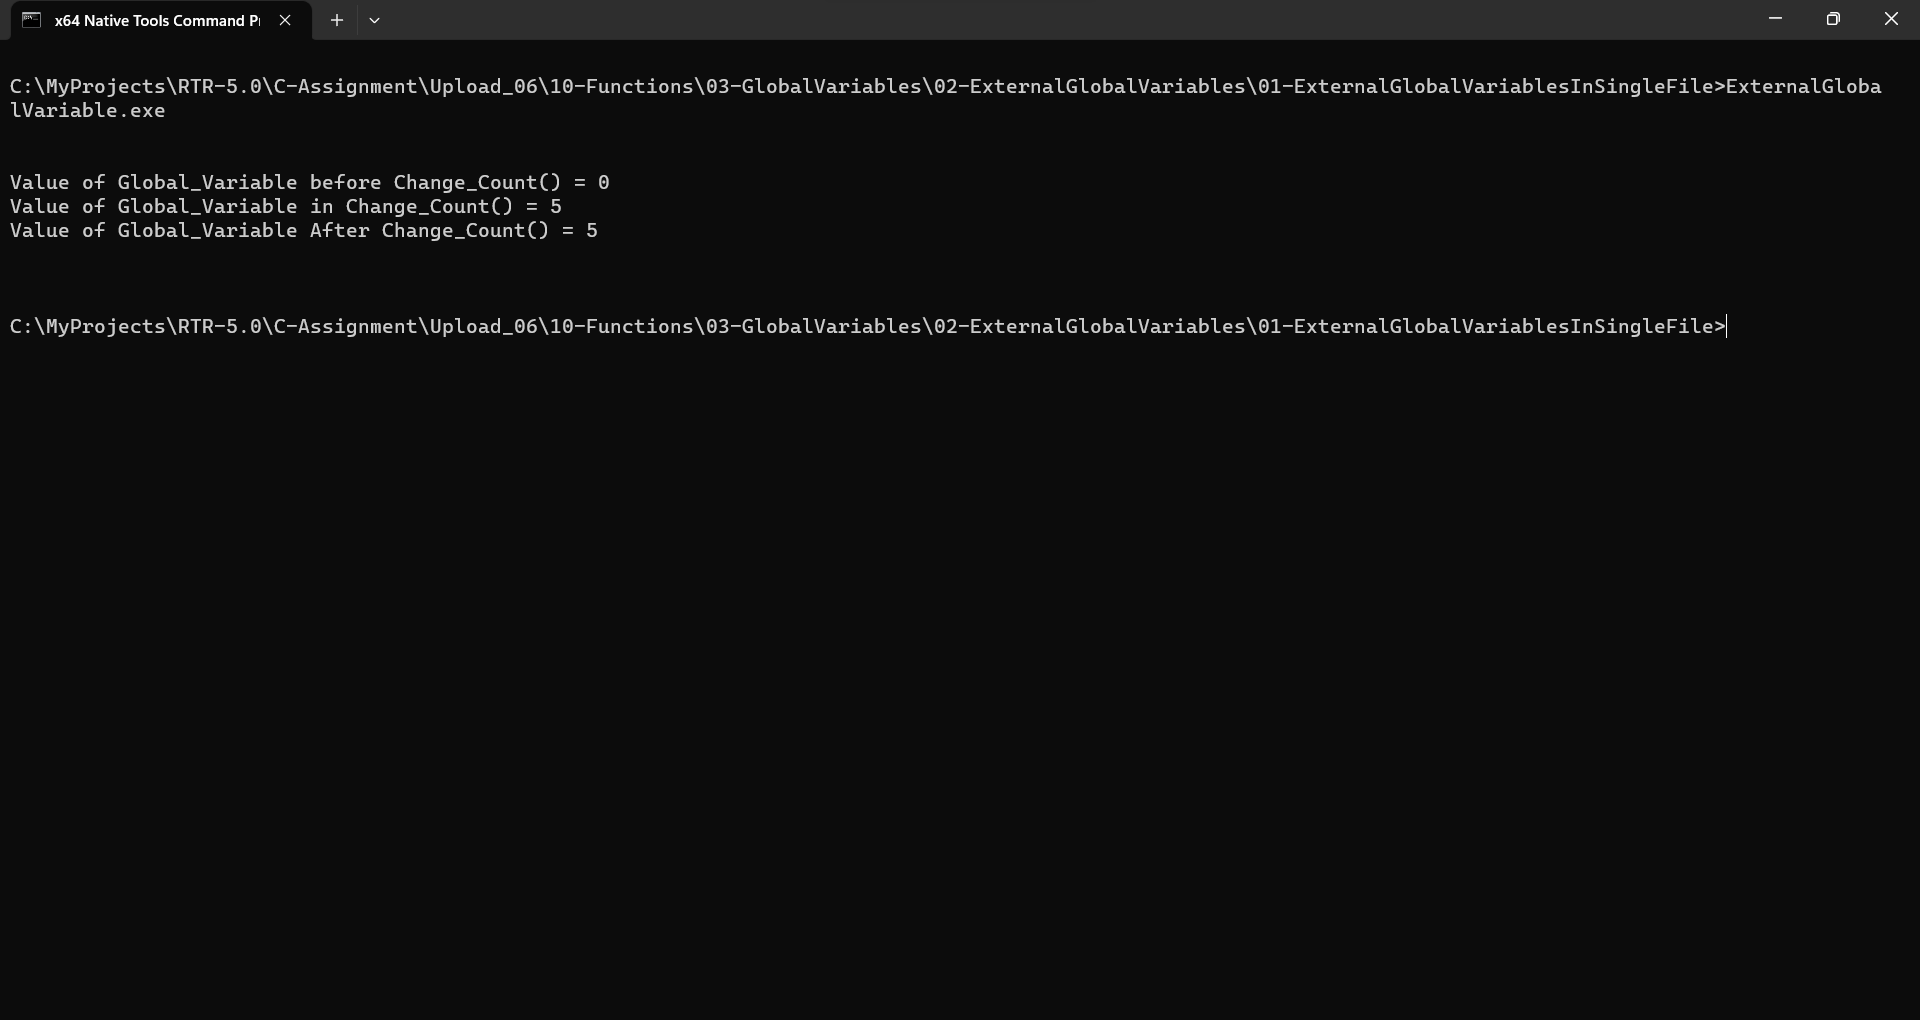 x64 Native Tools Command P
C:\MyProjects\RTR-5.0\C-Assignment\Upload_06\10-Functions\03-GlobalVariables\02-ExternalGlobalVariables\01-ExternalGlobalVariablesInSingleFile>ExternalGloba
lVariable.exe
Value of Global_Variable before Change_Count() = 0
Value of Global_Variable in Change_Count() = 5
Value of Global_Variable After Change_Count() = 5
C:\MyProjects\RTR-5.0\C-Assignment\Upload_06\10-Functions\03-GlobalVariables\02-ExternalGlobalVariables\01-ExternalGlobalVariablesInSingleFile>